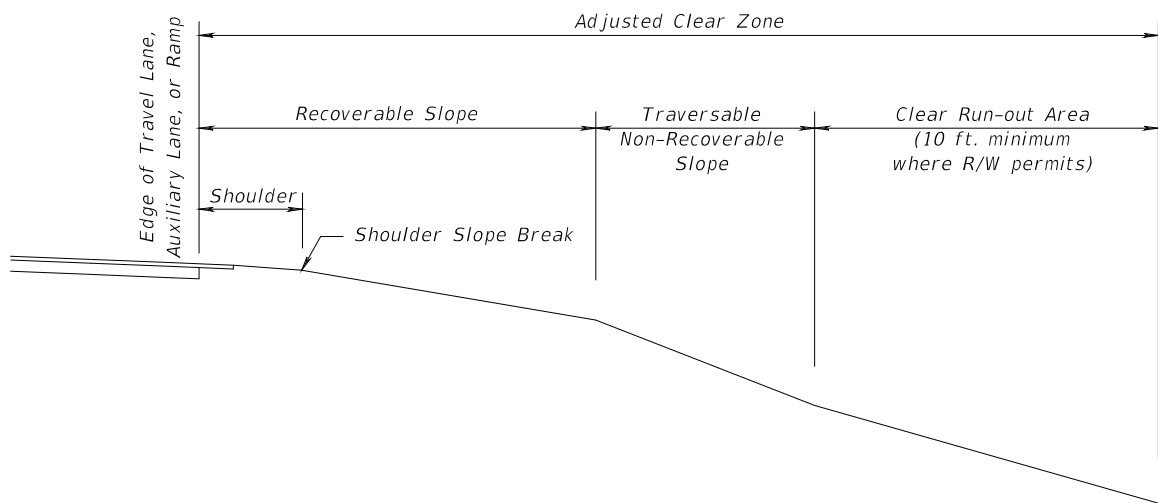 Adjusted Clear Zone
Edge of Travel Lane,
Auxiliary Lane, or Ramp
Recoverable Slope
Traversable
Non-Recoverable
Slope
Clear Run-out Area
(10 ft. minimum
where R/W permits)
Shoulder
Shoulder Slope Break